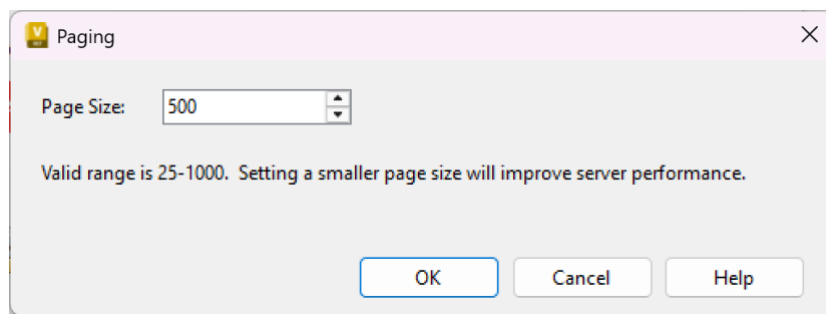 Paging
Page Size: 500
Valid range is 25-1000. Setting a smaller page size will improve server performance.
OK Cancel Help